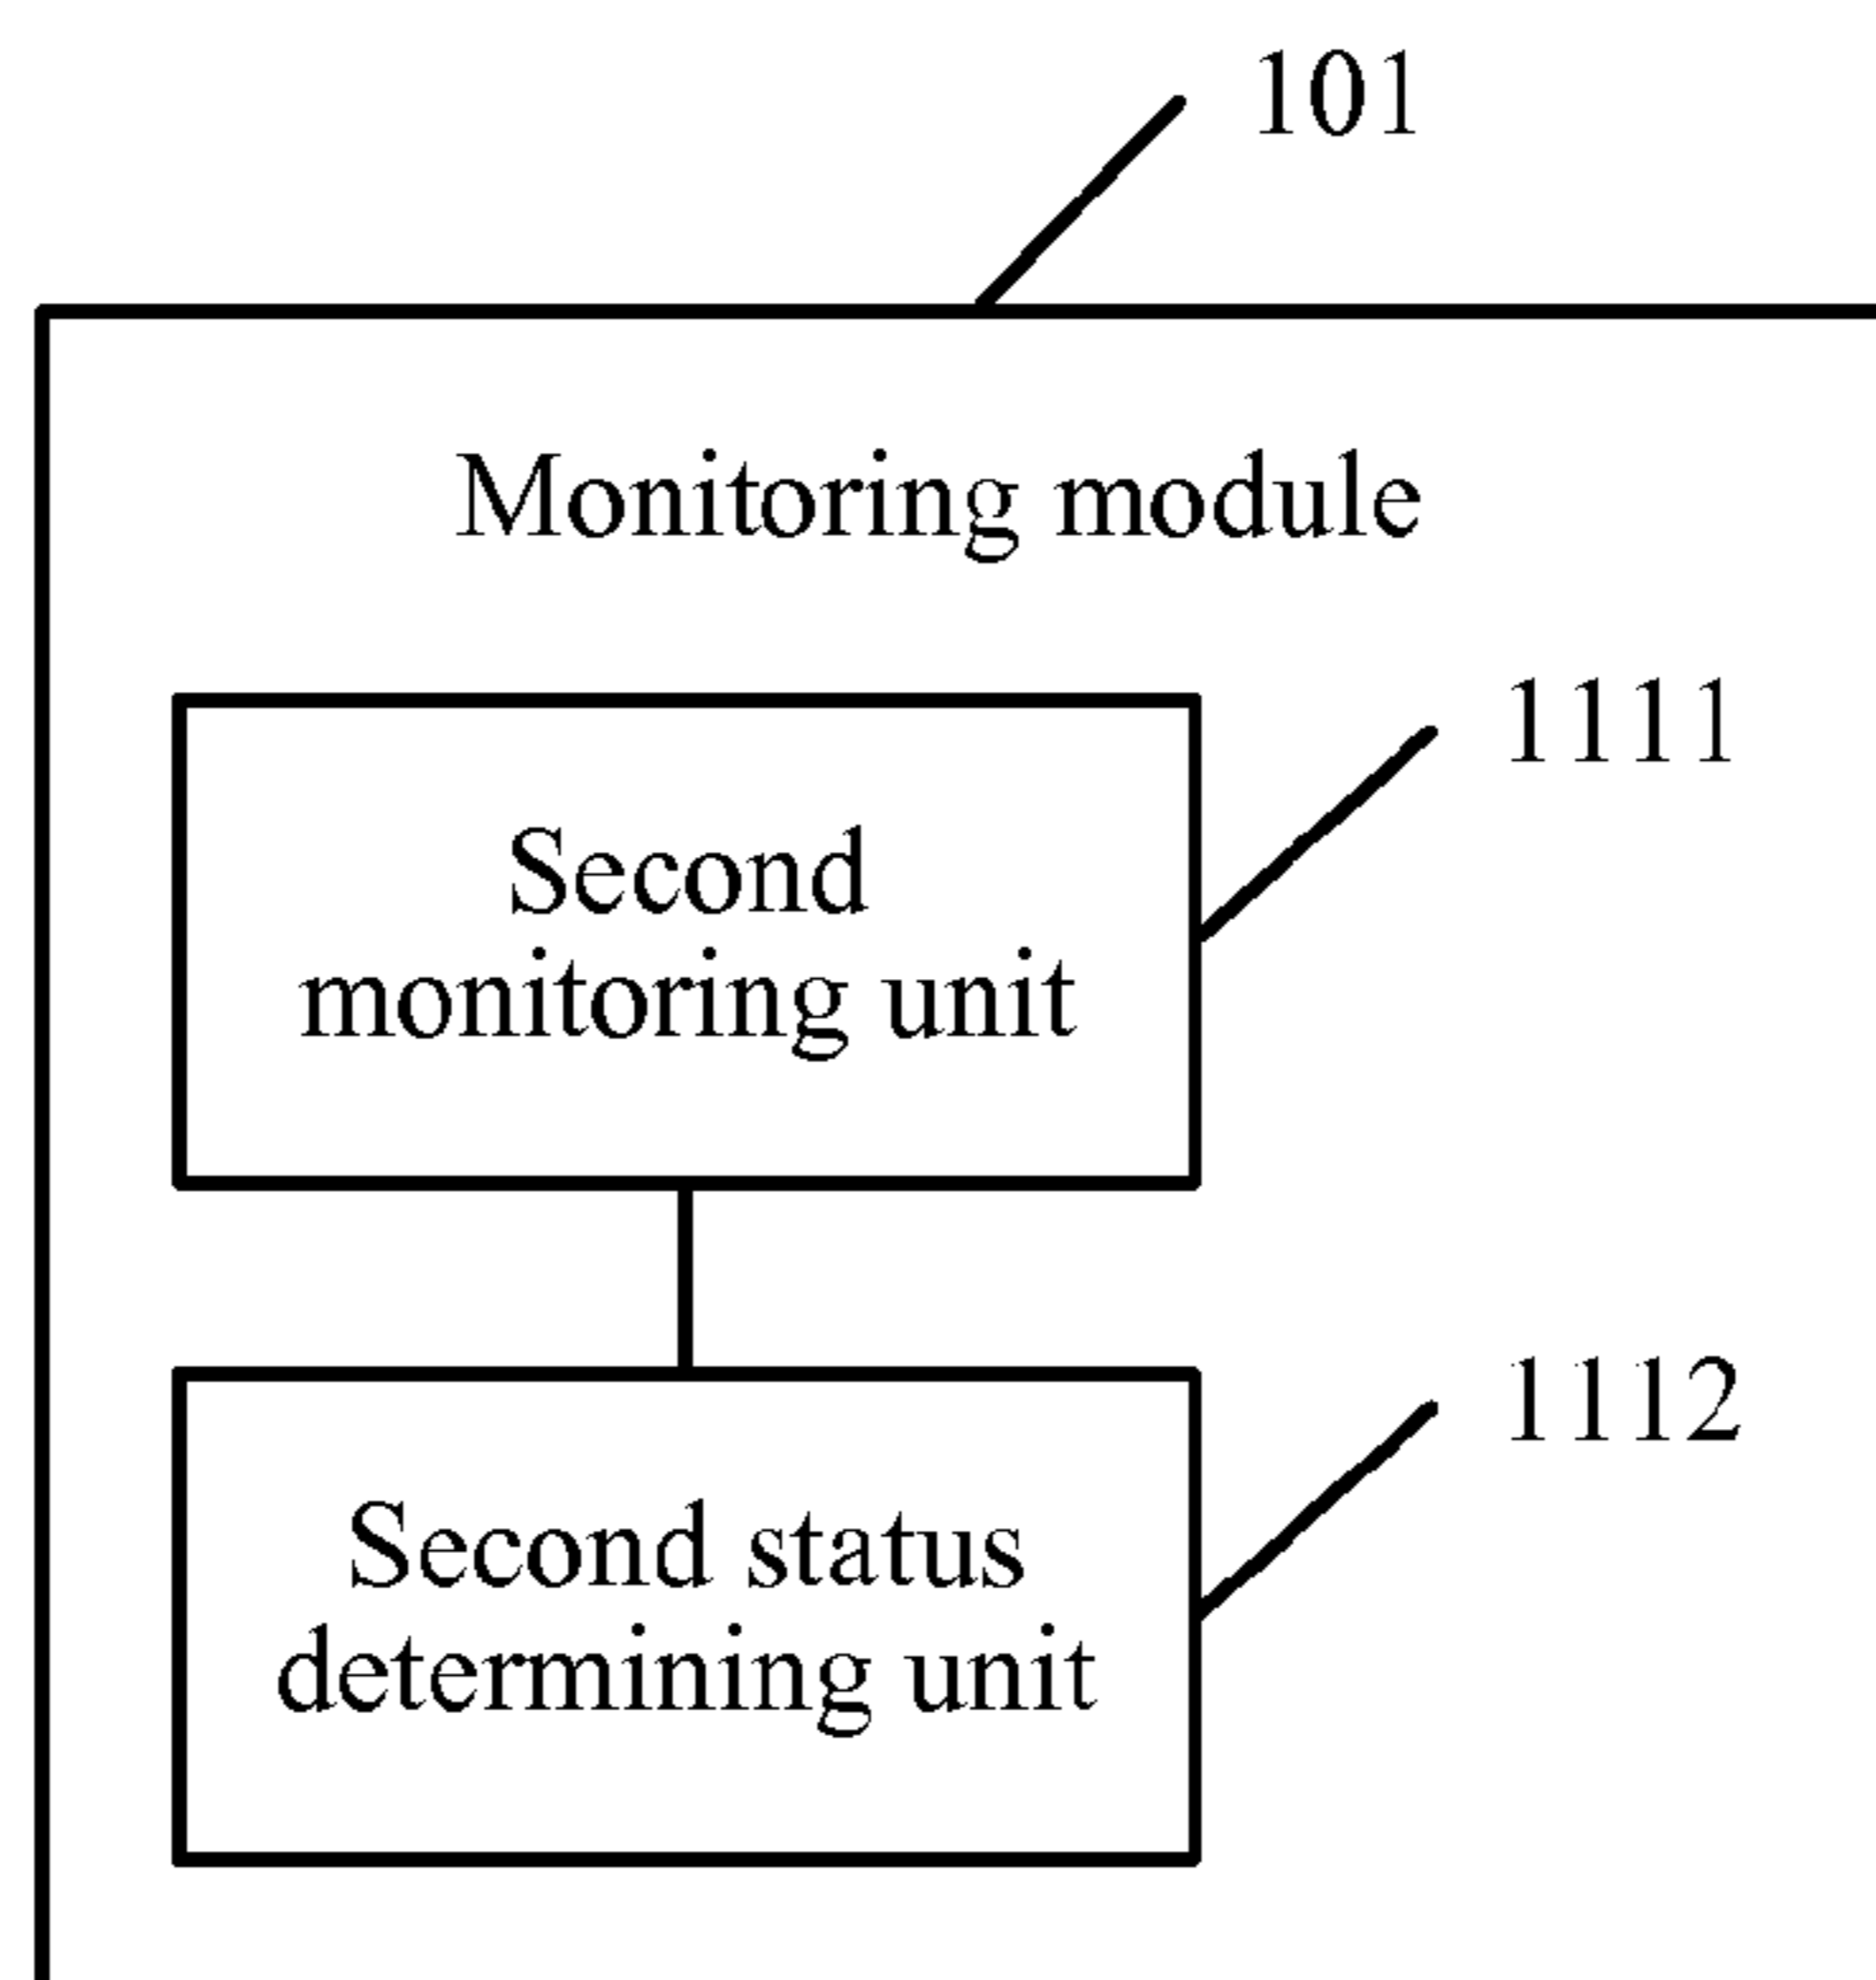 101
Monitoring module
1111
Second
monitoring unit
1112
Second status
determining unit